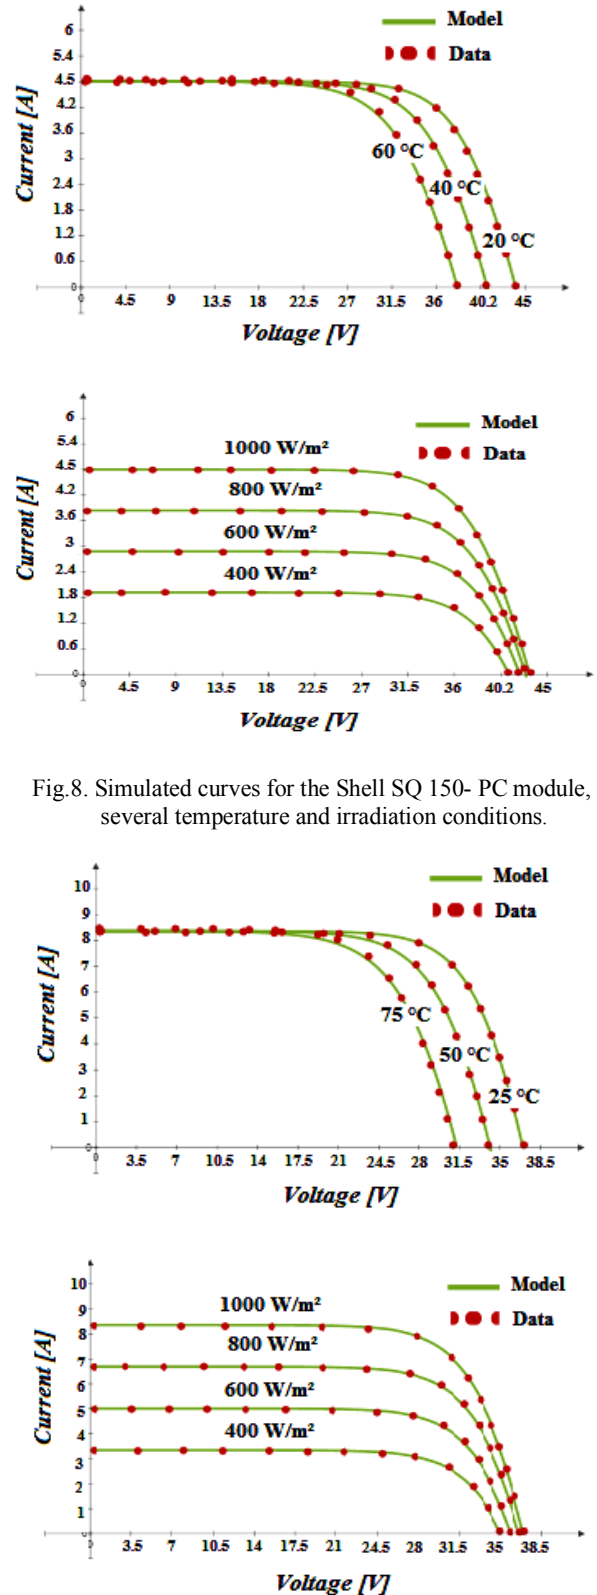 Current [A]
6
5.4
4.5
4.2
3.6
3
2.4
1.8
1.2
0.6
0
Model
Data
60 °C
40 °C
20 °C
0 4.5 9 13.5 18 22.5 27 31.5 36 40.2 45
Voltage [V]
Current [A]
6
5.4
4.5
4.2
3.6
3
2.4
1.8
1.2
0.6
0
Model
Data
1000 W/m²
800 W/m²
600 W/m²
400 W/m²
0 4.5 9 13.5 18 22.5 27 31.5 36 40.2 45
Voltage [V]
Fig.8. Simulated curves for the Shell SQ 150- PC module,
several temperature and irradiation conditions.
Current [A]
10
9
8
7
6
5
4
3
2
1
0
Model
Data
75 °C
50 °C
25 °C
0 3.5 7 10.5 14 17.5 21 24.5 28 31.5 35 38.5
Voltage [V]
Current [A]
10
9
8
7
6
5
4
3
2
1
0
Model
Data
1000 W/m²
800 W/m²
600 W/m²
400 W/m²
0 3.5 7 10.5 14 17.5 21 24.5 28 31.5 35 38.5
Voltage [V]